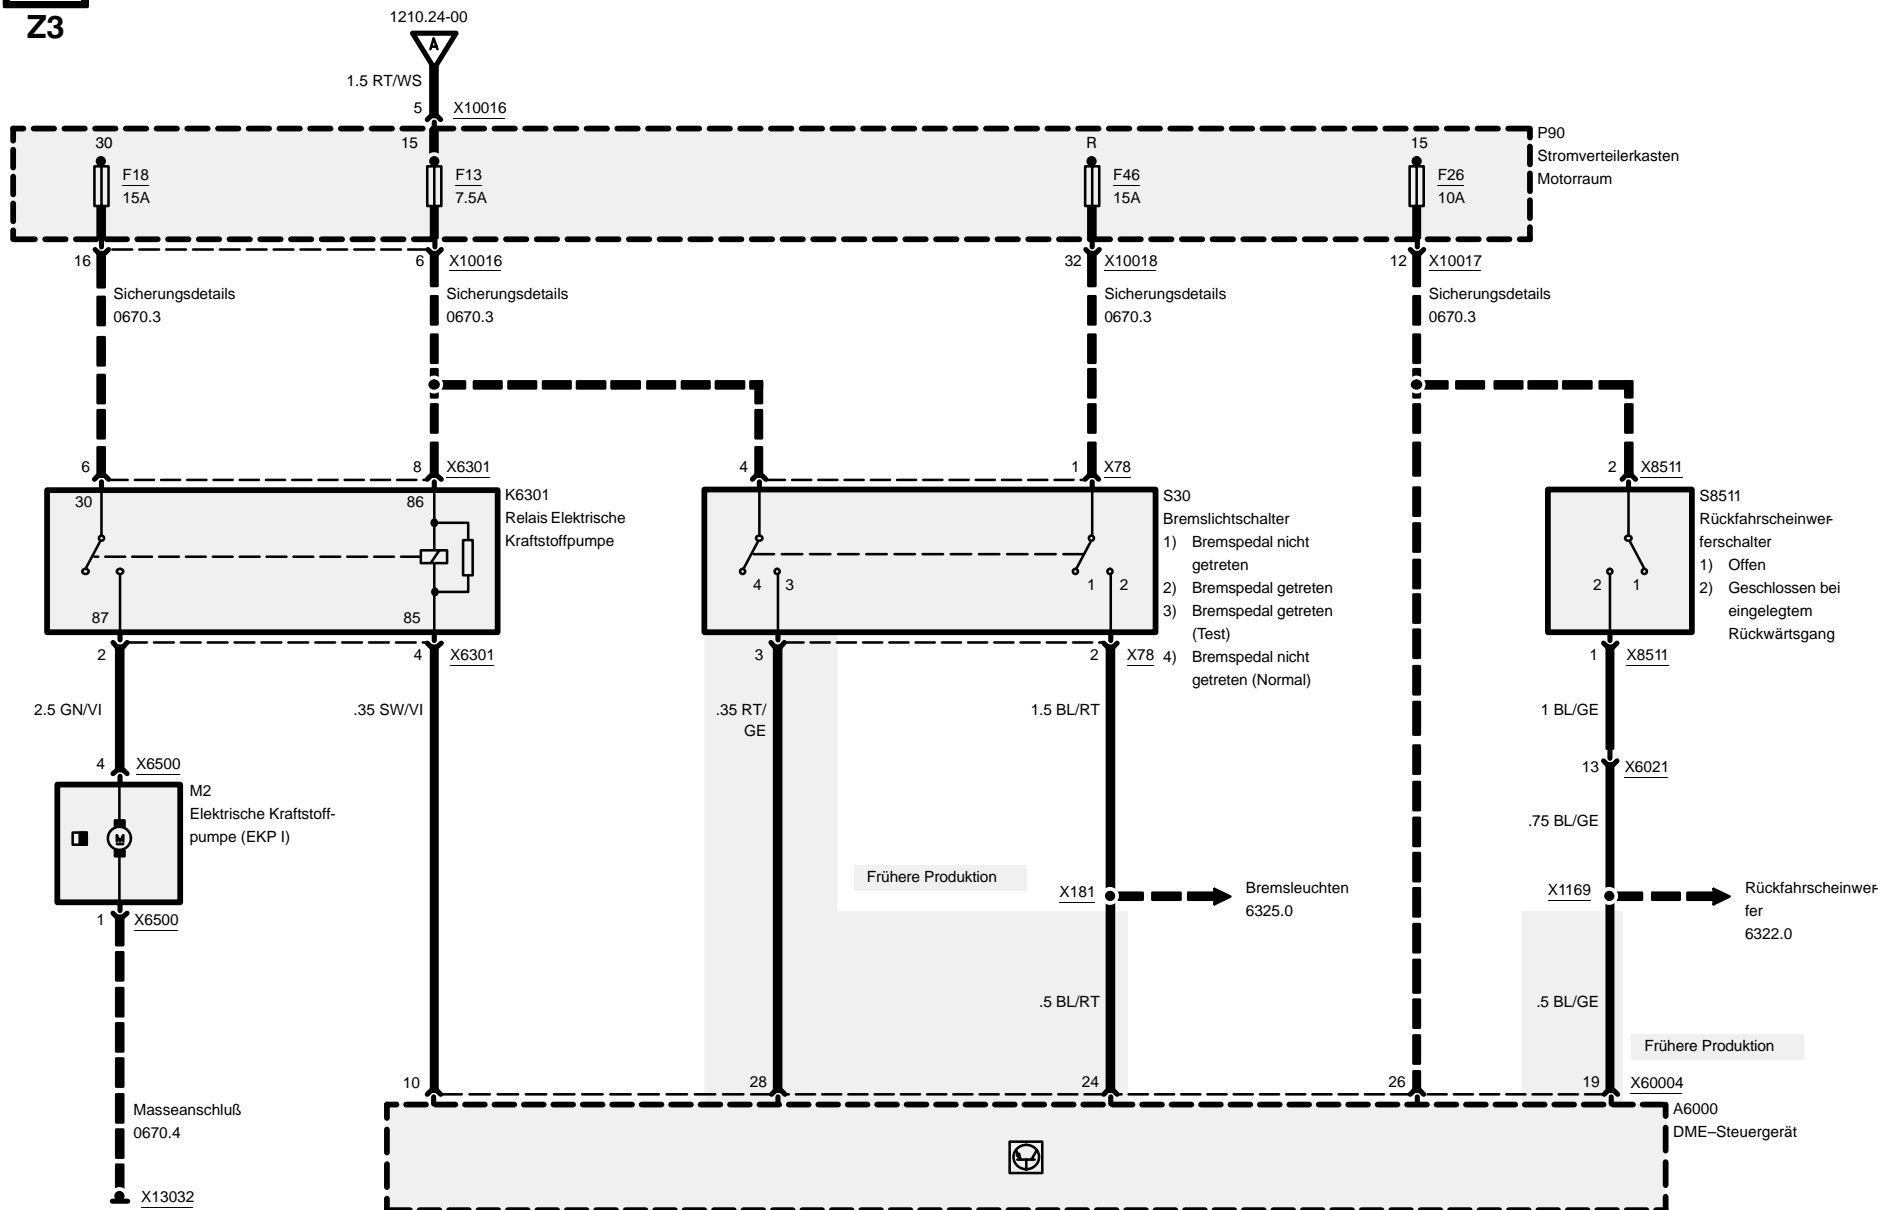 Z3
1210.24-00
A
1.5 RT/WS
5 X10016
P90
Stromverteilerkasten
Motorraum
30
F18
15A
15
F13
7.5A
R
F46
15A
15
F26
10A
16
6 X10016
32 X10018
12 X10017
Sicherungsdetails
0670.3
Sicherungsdetails
0670.3
Sicherungsdetails
0670.3
Sicherungsdetails
0670.3
6
8 X6301
4
1 X78
2 X8511
30
86
87
85
K6301
Relais Elektrische
Kraftstoffpumpe
4 3
1 2
S30
Bremslichtschalter
1) Bremspedal nicht
getreten
2) Bremspedal getreten
3) Bremspedal getreten
(Test)
4) Bremspedal nicht
getreten (Normal)
2 1
S8511
Rückfahrscheinwer-
ferschalter
1) Offen
2) Geschlossen bei
eingelegtem
Rückwärtsgang
2
4 X6301
3
2 X78
1 X8511
2.5 GN/VI
.35 SW/VI
.35 RT/
GE
1.5 BL/RT
1 BL/GE
4 X6500
13 X6021
M2
Elektrische Kraftstoff-
pumpe (EKP I)
M
.75 BL/GE
1 X6500
Frühere Produktion
X181
Bremsleuchten
6325.0
X1169
Rückfahrscheinwer-
fer
6322.0
.5 BL/RT
.5 BL/GE
Frühere Produktion
10
28
24
26
19 X60004
Masseanschluß
0670.4
X13032
A6000
DME–Steuergerät